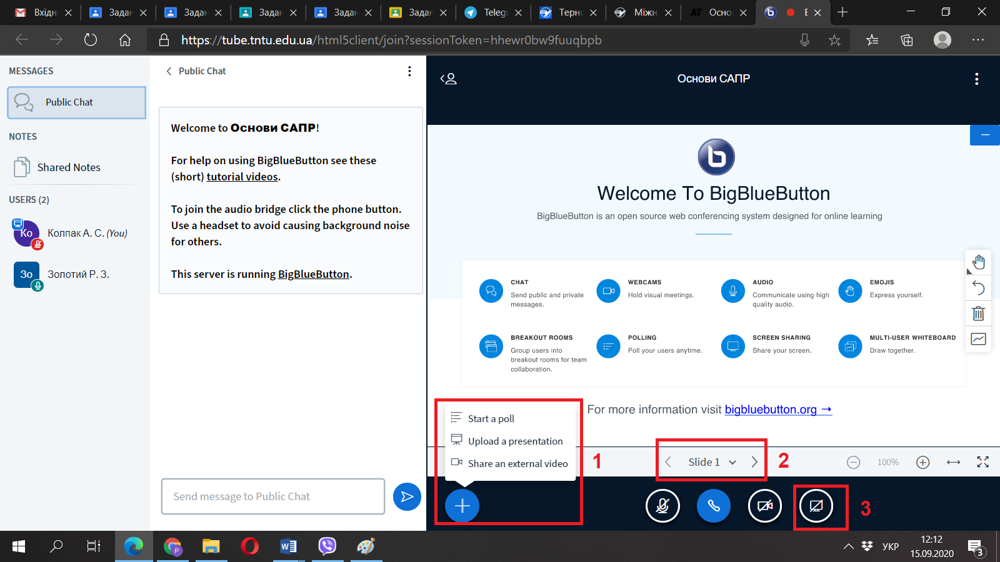 Вхідн
Задан
Задан
Задан
Задан
Задан
Telegr
Терно
Міжн
AT Осно
https://tube.tntu.edu.ua/html5client/join?sessionToken=hhewr0bw9fuuqbpb
MESSAGES
Public Chat
NOTES
Shared Notes
USERS (2)
Ko
Колпак А. С. (You)
Зо
Золотий Р. З.
Public Chat
Welcome to Основи САПР!
For help on using BigBlueButton see these
(short) tutorial videos.
To join the audio bridge click the phone button.
Use a headset to avoid causing background noise
for others.
This server is running BigBlueButton.
Send message to Public Chat
Основи САПР
Welcome To BigBlueButton
BigBlueButton is an open source web conferencing system designed for online learning
CHAT
Send public and private
messages.
WEBCAMS
Hold visual meetings.
AUDIO
Communicate using high
quality audio.
EMOJIS
Express yourself.
BREAKOUT ROOMS
Group users into
breakout rooms for team
collaboration.
POLLING
Poll your users anytime.
SCREEN SHARING
Share your screen.
MULTI-USER WHITEBOARD
Draw together.
For more information visit bigbluebutton.org →
Start a poll
Upload a presentation
Share an external video
1
Slide 1
2
100%
3
УКР
12:12
15.09.2020
3